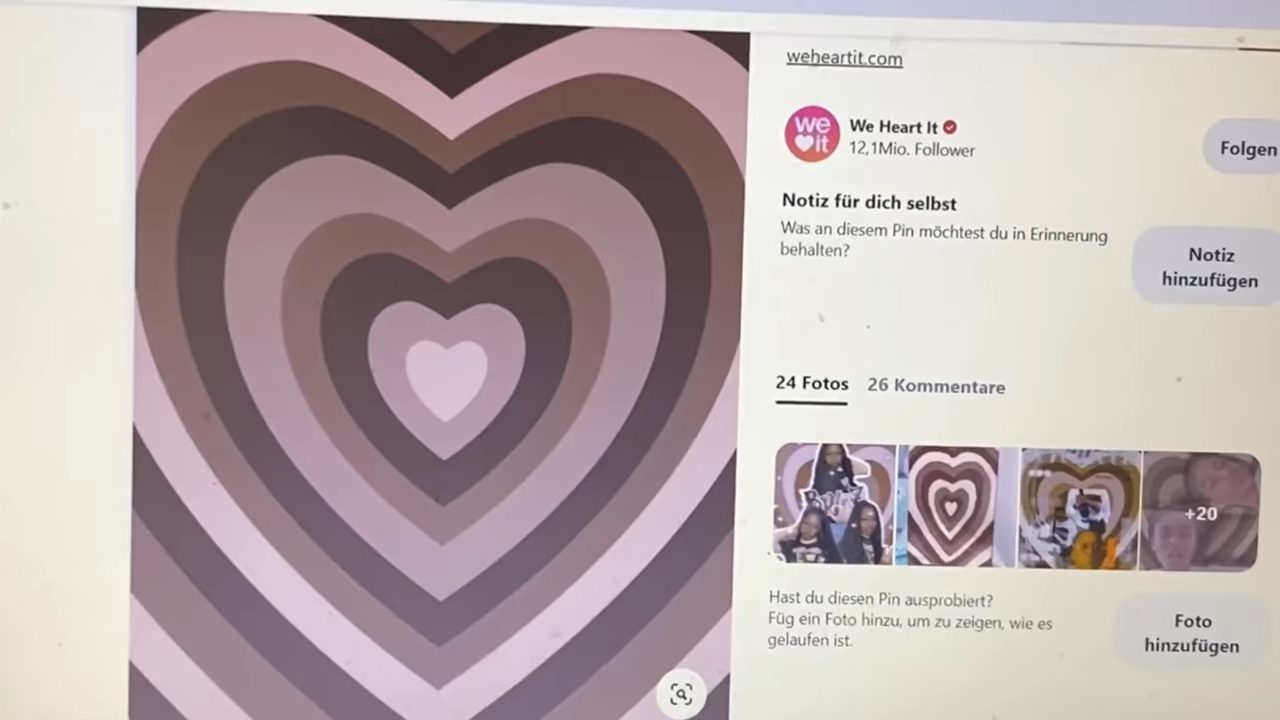 weheartit.com
we
it
We Heart It
12,1Mio. Follower
Folgen
Notiz für dich selbst
Was an diesem Pin möchtest du in Erinnerung
behalten?
Notiz
hinzufügen
24 Fotos
26 Kommentare
+20
Hast du diesen Pin ausprobiert?
Füg ein Foto hinzu, um zu zeigen, wie es
gelaufen ist.
Foto
hinzufügen